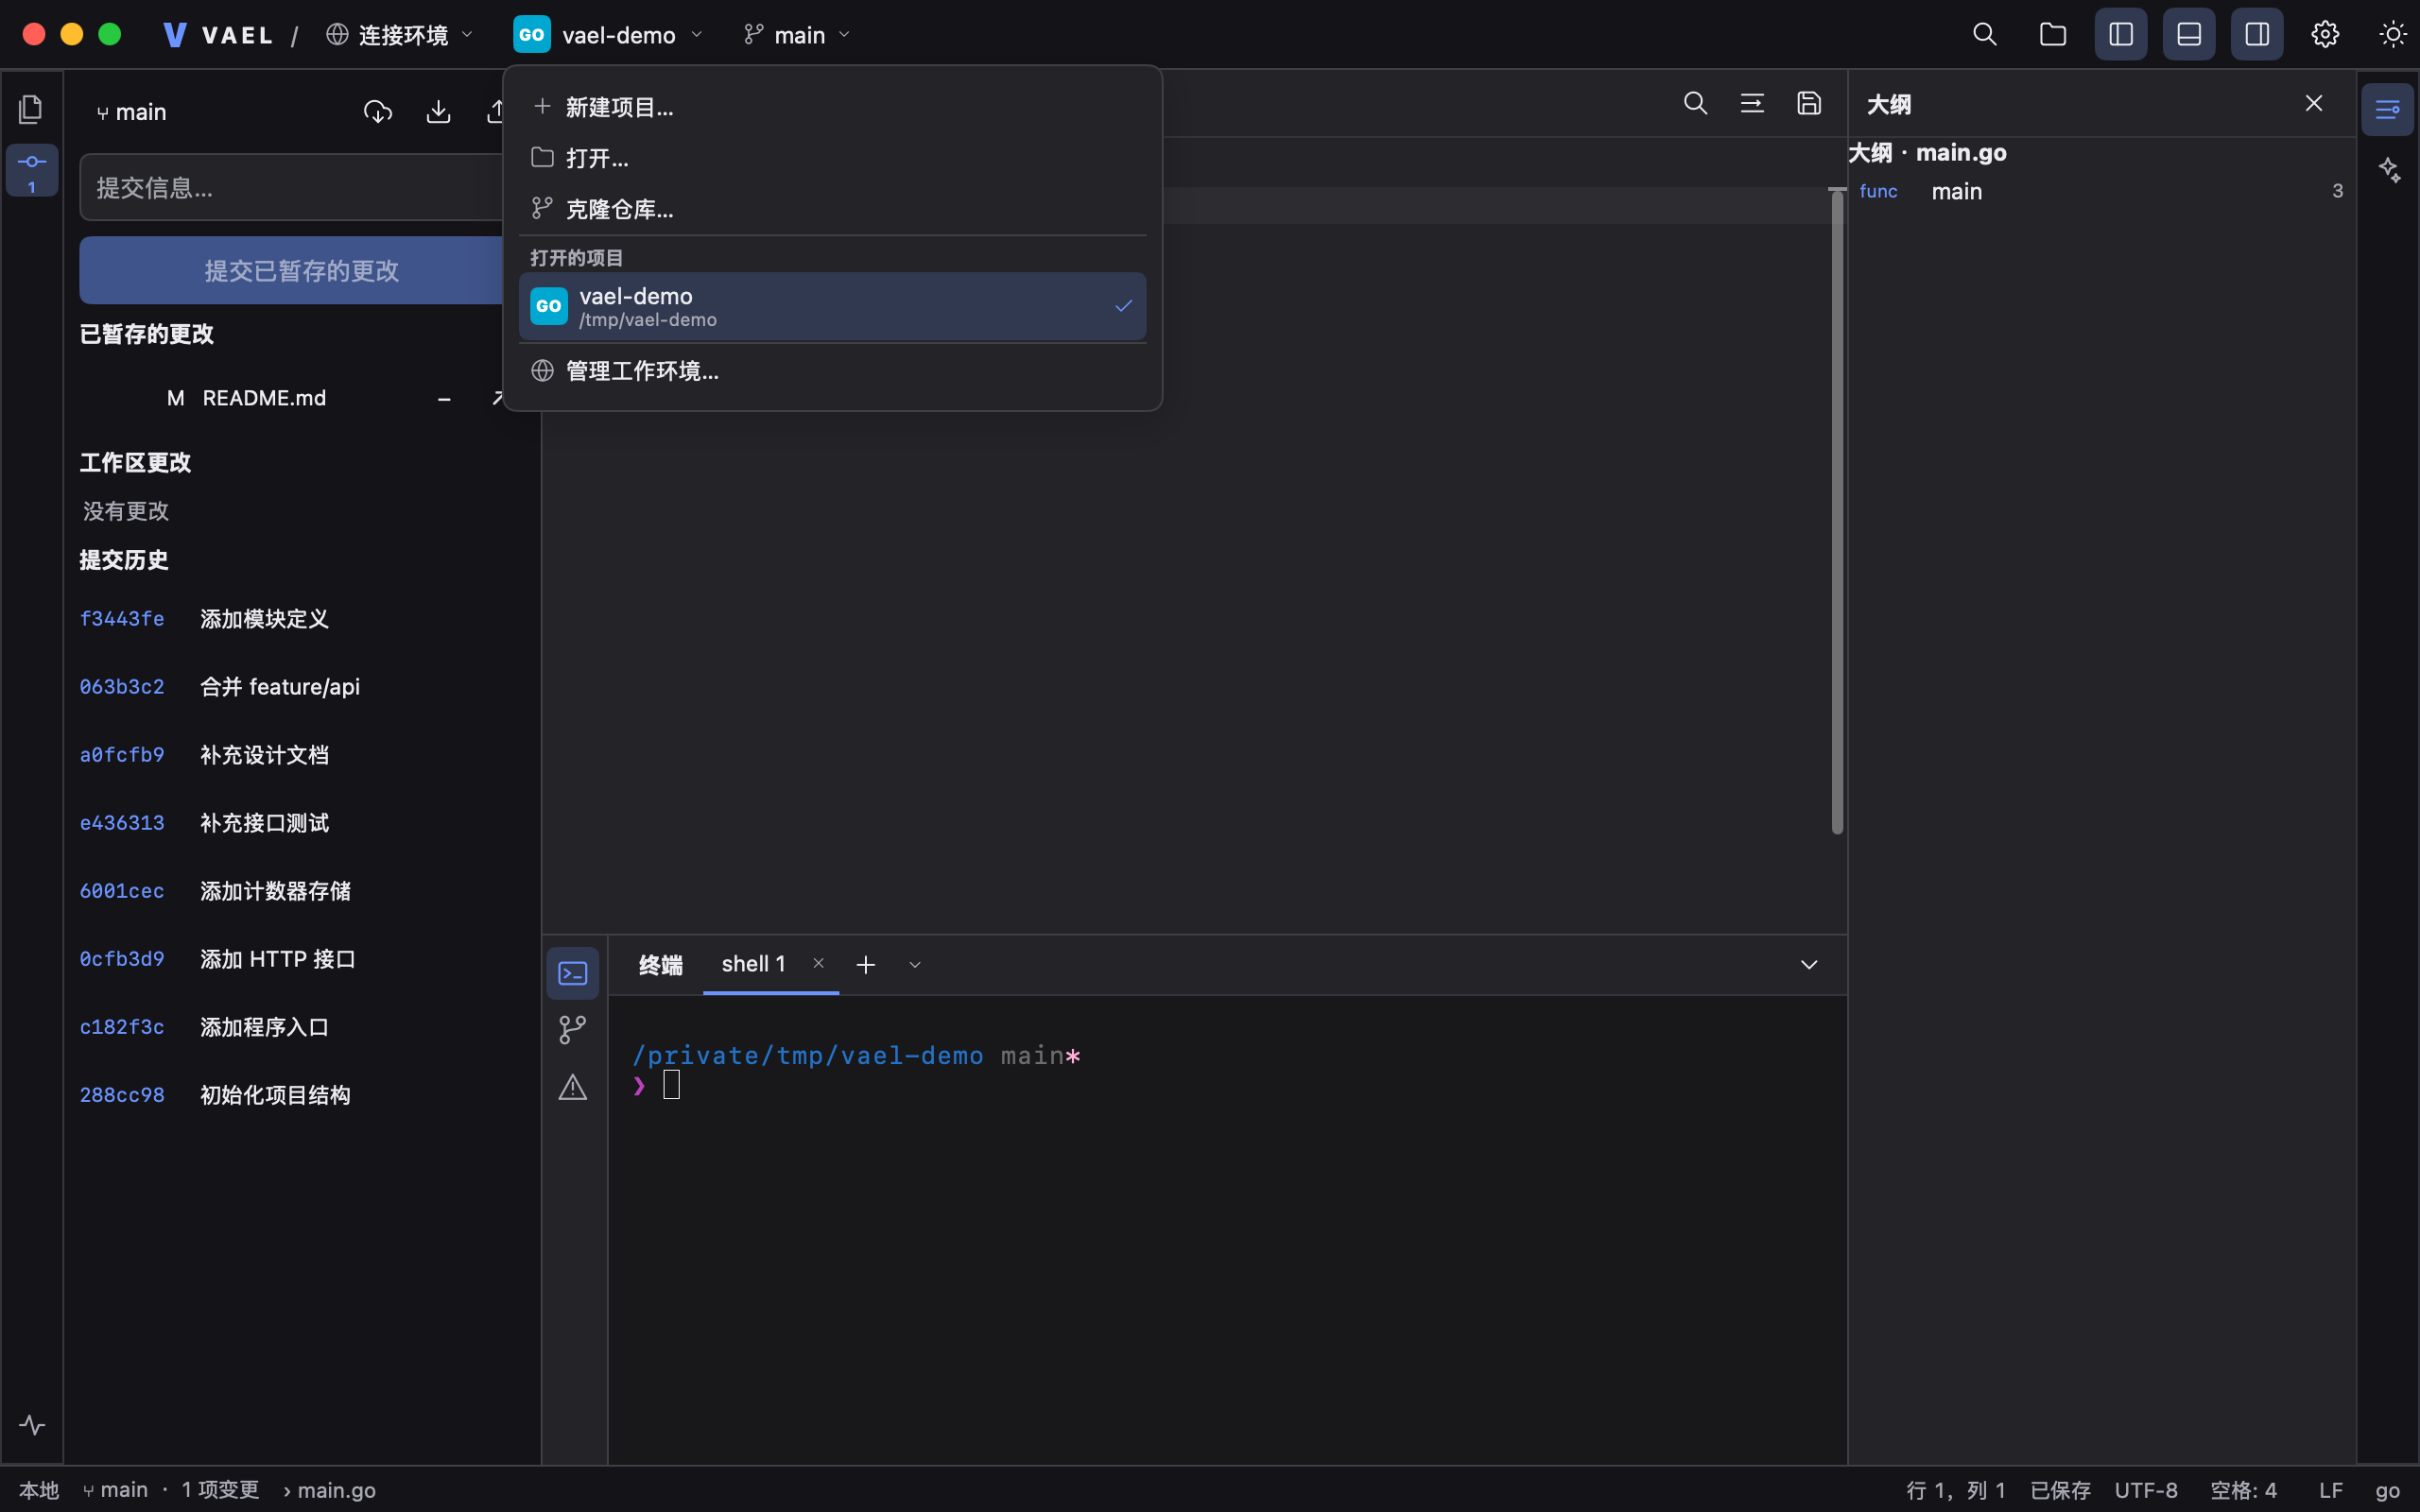 V VAEL / 连接环境 GO vael-demo main
main
提交信息...
提交已暂存的更改
已暂存的更改
M README.md
工作区更改
没有更改
提交历史
f3443fe 添加模块定义
063b3c2 合并 feature/api
a0fcfb9 补充设计文档
e436313 补充接口测试
6001cec 添加计数器存储
0cfb3d9 添加 HTTP 接口
c182f3c 添加程序入口
288cc98 初始化项目结构
新建项目...
打开...
克隆仓库...
打开的项目
GO vael-demo
/tmp/vael-demo
管理工作环境...
大纲
大纲 · main.go
func main 3
终端 shell 1
/private/tmp/vael-demo main*
❯
1
本地 main · 1 项变更 › main.go 行 1，列 1 已保存 UTF-8 空格: 4 LF go